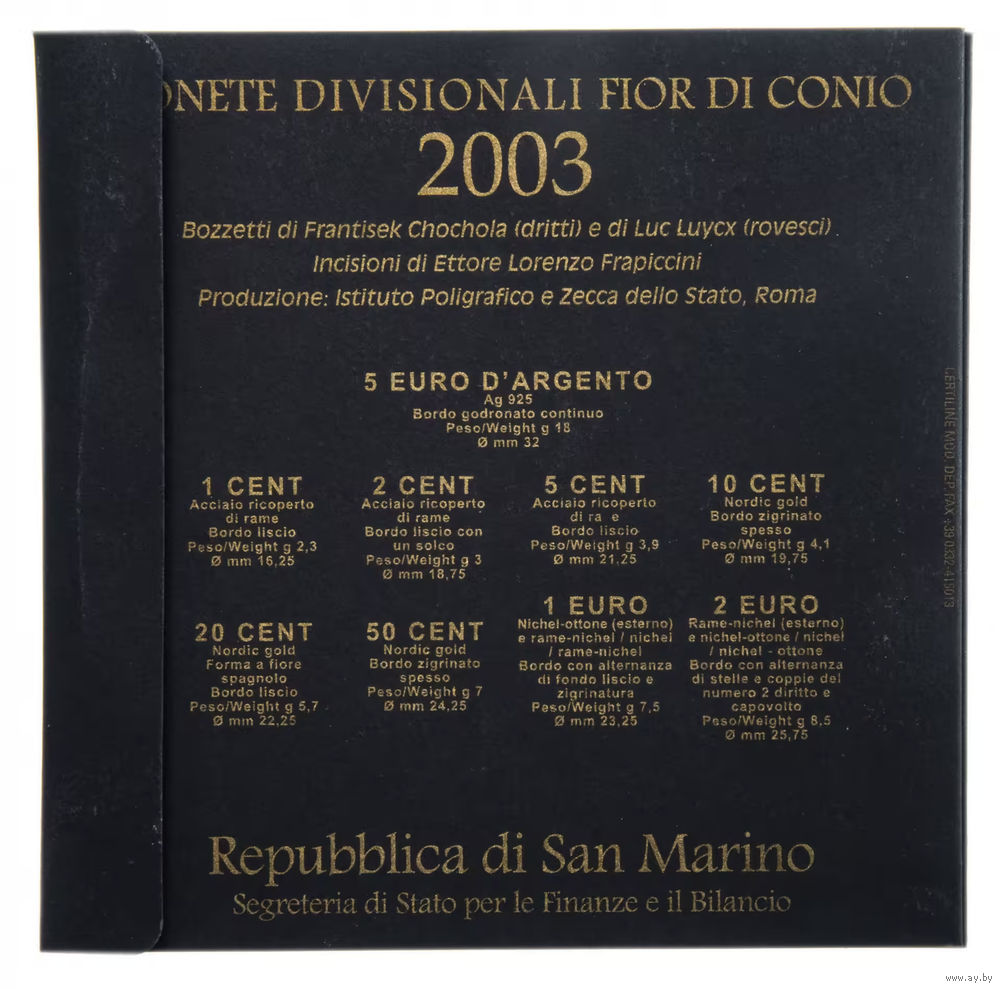 ONETE DIVISIONALI FIOR DI CONIO
2003
Bozzetti di Frantisek Chochola (dritti) e di Luc Luycx (rovesci)
Incisioni di Ettore Lorenzo Frapiccini
Produzione: Istituto Poligrafico e Zecca dello Stato, Roma
5 EURO D'ARGENTO
Ag 925
Bordo godronato continuo
Peso/Weight g 18
Ø mm 32
1 CENT
Acciaio ricoperto
di rame
Bordo liscio
Peso/Weight g 2,3
Ø mm 16,25
2 CENT
Acciaio ricoperto
di rame
Bordo liscio con
un solco
Peso/Weight g 3
Ø mm 18,75
5 CENT
Acciaio ricoperto
di ra e
Bordo liscio
Peso/Weight g 3,9
Ø mm 21,25
10 CENT
Nordic gold
Bordo zigrinato
spesso
Peso/Weight g 4,1
Ø mm 19,75
20 CENT
Nordic gold
Forma a fiore
spagnolo
Bordo liscio
Peso/Weight g 5,7
Ø mm 22,25
50 CENT
Nordic gold
Bordo zigrinato
spesso
Peso/Weight g 7
Ø mm 24,25
1 EURO
Nichel-ottone (esterno)
e rame-nichel / nichel
/ rame-nichel
Bordo con alternanza
di fondo liscio e
zigrinatura
Peso/Weight g 7,5
Ø mm 23,25
2 EURO
Rame-nichel (esterno)
e nichel-ottone / nichel
/ nichel - ottone
Bordo con alternanza
di stelle e coppie del
numero 2 diritto e
capovolto
Peso/Weight g 8,5
Ø mm 25,75
Repubblica di San Marino
Segreteria di Stato per le Finanze e il Bilancio
CERTILINE MOD. DEP. FAX +39 0332-415013
www.ay.by